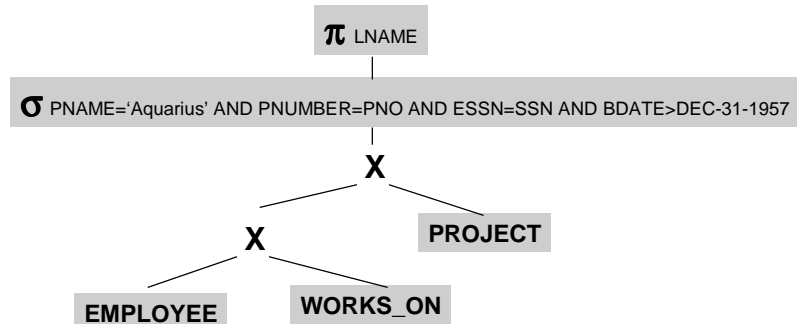 π LNAME
σ PNAME=‘Aquarius’ AND PNUMBER=PNO AND ESSN=SSN AND BDATE>DEC-31-1957
X
X
PROJECT
EMPLOYEE
WORKS_ON